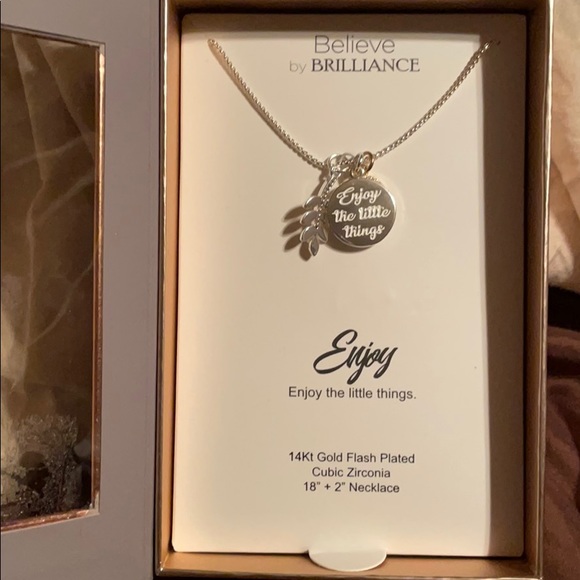 Believe
by BRILLIANCE
Enjoy
the little
things
Enjoy
Enjoy the little things.
14Kt Gold Flash Plated
Cubic Zirconia
18" + 2" Necklace